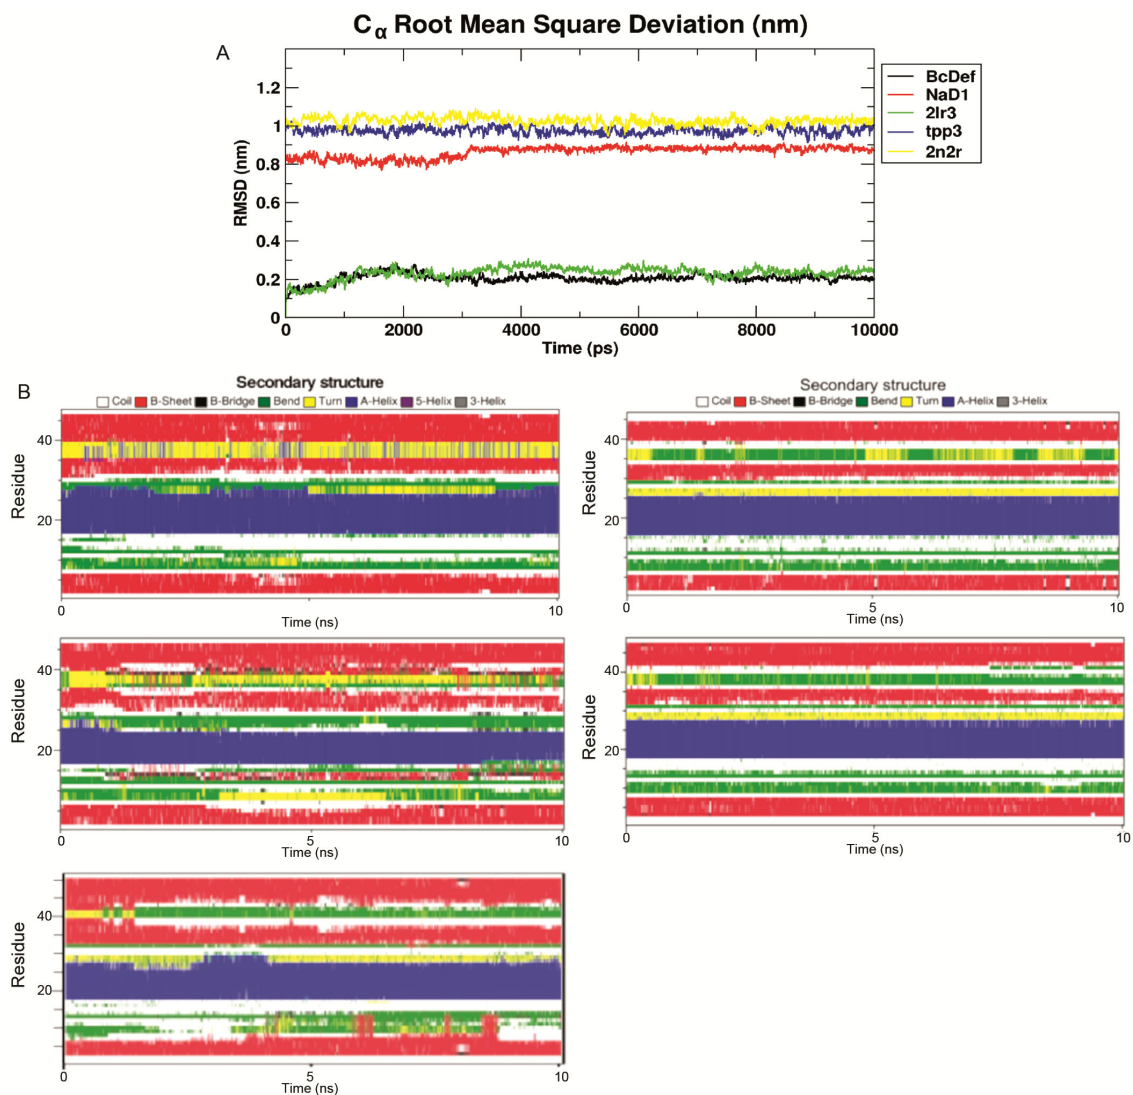 Cα Root Mean Square Deviation (nm)
A
1.2
1
0.8
0.6
0.4
0.2
0
RMSD (nm)
0 2000 4000 6000 8000 10000
Time (ps)
BcDef
NaD1
2lr3
tpp3
2n2r
B
Secondary structure
Coil B-Sheet B-Bridge Bend Turn A-Helix 5-Helix 3-Helix
Residue
40
20
0 10
Time (ns)
Secondary structure
Coil B-Sheet B-Bridge Bend Turn A-Helix 3-Helix
Residue
40
20
0 5 10
Time (ns)
Residue
40
20
0 5 10
Time (ns)
Residue
40
20
0 5 10
Time (ns)
Residue
40
20
0 5 10
Time (ns)